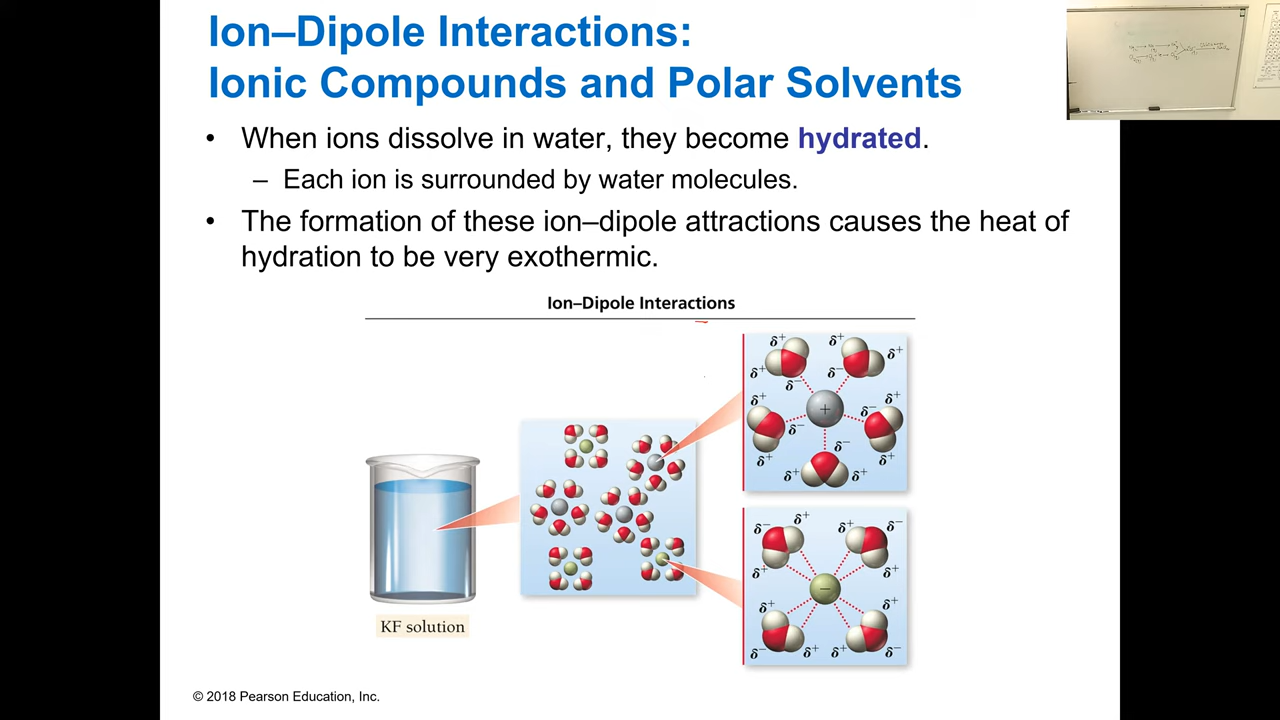 Ion–Dipole Interactions:
Ionic Compounds and Polar Solvents
• When ions dissolve in water, they become hydrated.
– Each ion is surrounded by water molecules.
• The formation of these ion–dipole attractions causes the heat of
hydration to be very exothermic.
Ion–Dipole Interactions
δ+ δ+
δ+ δ− δ− δ+
+
δ+ δ− δ− δ+
δ+ δ− δ+
δ+ δ+
δ− δ+ δ+ δ−
δ+ δ+
−
δ+ δ+
δ− δ+ δ+ δ−
KF solution
© 2018 Pearson Education, Inc.